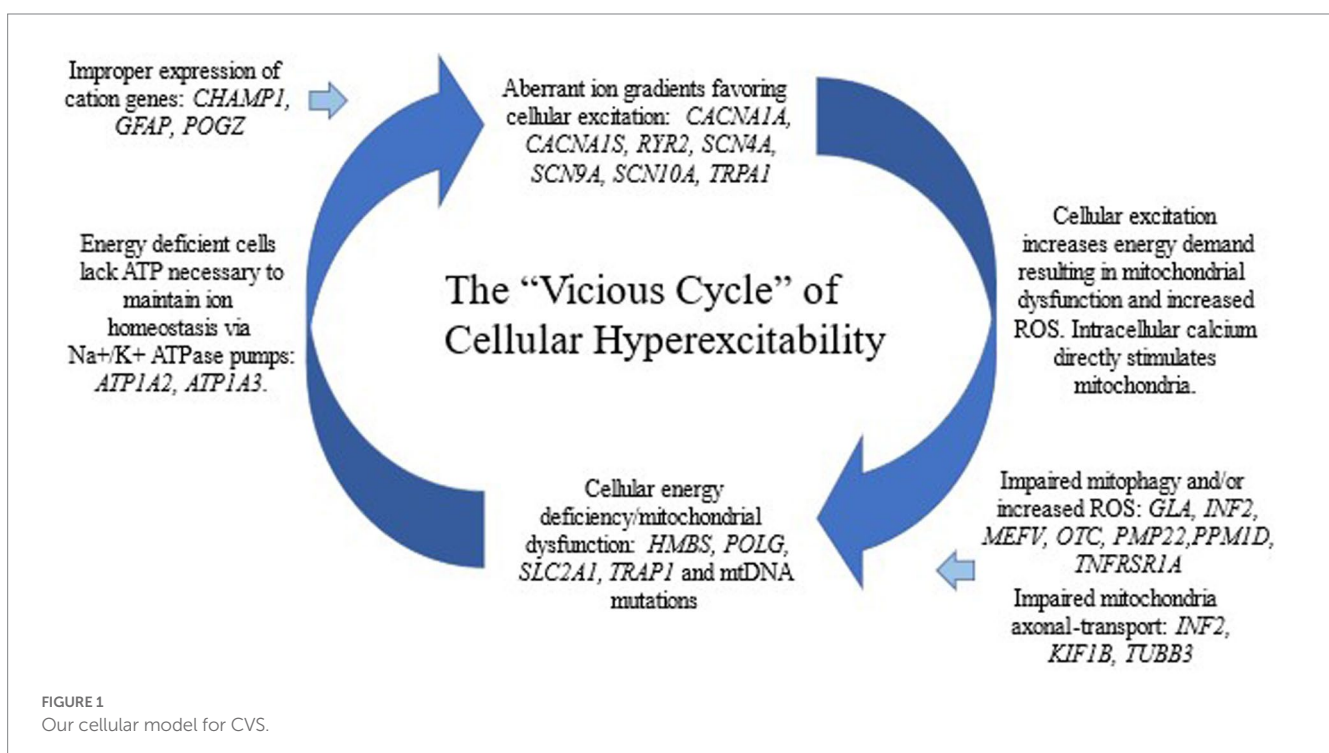 Improper expression of
cation genes: CHAMP1,
GFAP, POGZ
Aberrant ion gradients favoring
cellular excitation: CACNA1A,
CACNA1S, RYR2, SCN4A,
SCN9A, SCN10A, TRPA1
Cellular excitation
increases energy demand
resulting in mitochondrial
dysfunction and increased
ROS. Intracellular calcium
directly stimulates
mitochondria.
Energy deficient cells
lack ATP necessary to
maintain ion
homeostasis via
Na+/K+ ATPase pumps:
ATP1A2, ATP1A3.
The “Vicious Cycle” of
Cellular Hyperexcitability
Cellular energy
deficiency/mitochondrial
dysfunction: HMBS, POLG,
SLC2A1, TRAP1 and mtDNA
mutations
Impaired mitophagy and/or
increased ROS: GLA, INF2,
MEFV, OTC, PMP22,PPM1D,
TNFRSR1A
Impaired mitochondria
axonal-transport: INF2,
KIF1B, TUBB3
FIGURE 1
Our cellular model for CVS.